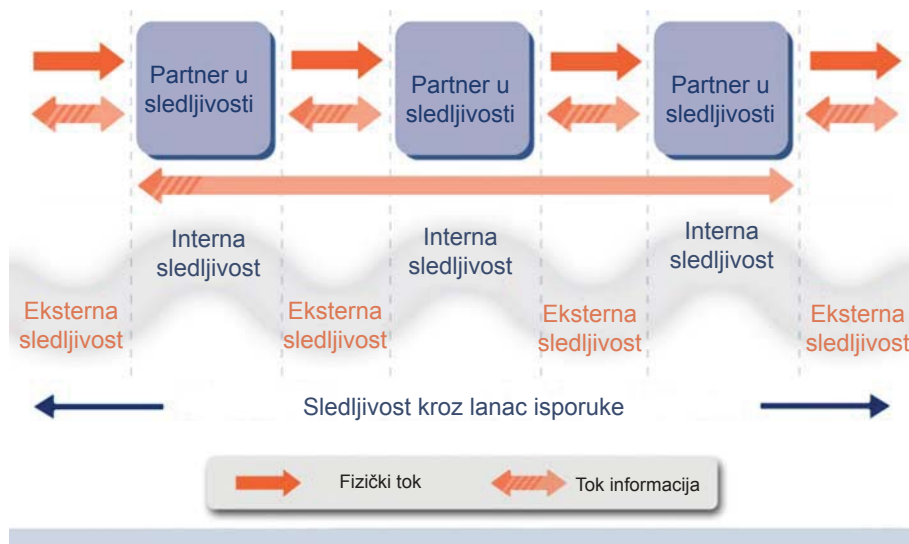 Partner u
sledljivosti
Partner u
sledljivosti
Partner u
sledljivosti
Interna
sledljivost
Interna
sledljivost
Interna
sledljivost
Eksterna
sledljivost
Eksterna
sledljivost
Eksterna
sledljivost
Eksterna
sledljivost
Sledljivost kroz lanac isporuke
Fizički tok
Tok informacija